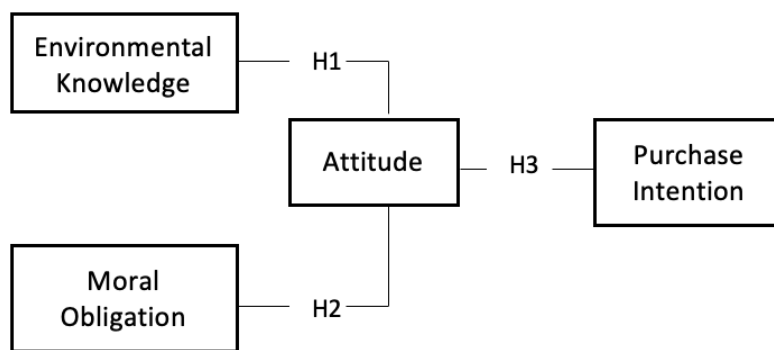 Environmental
Knowledge
H1
Attitude
H3
Purchase
Intention
Moral
Obligation
H2